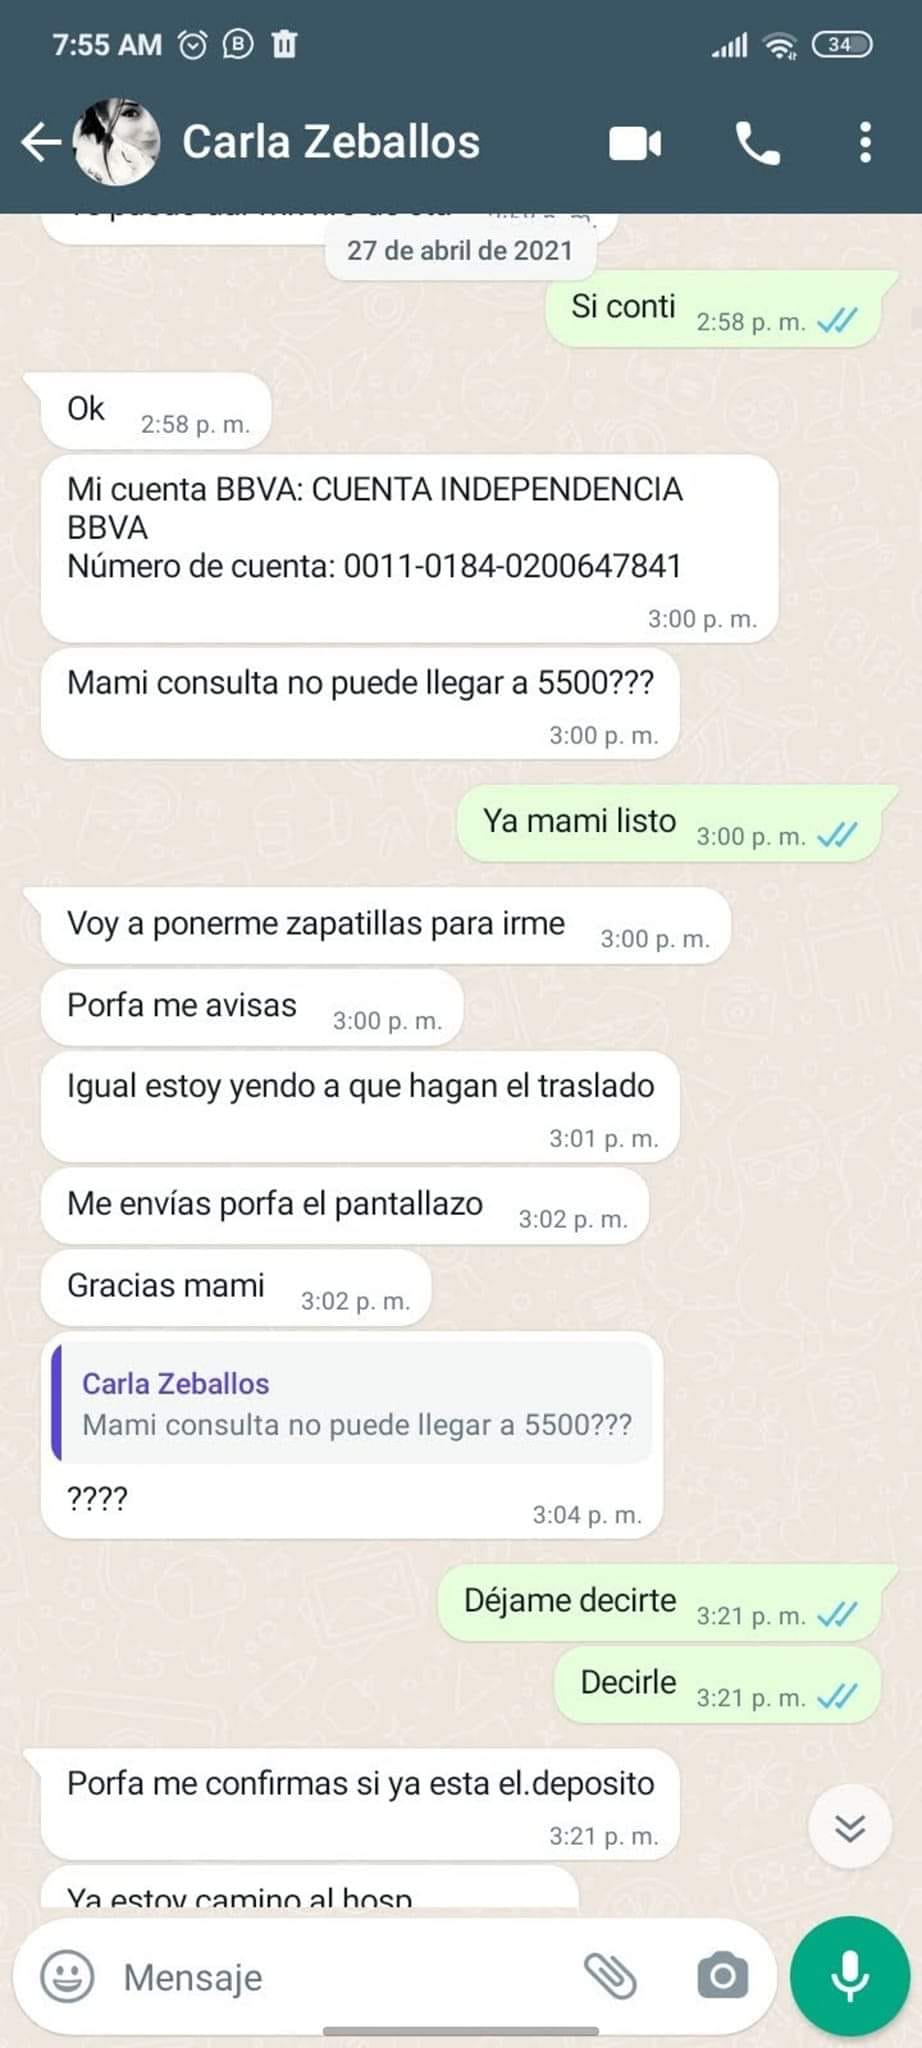 7:55 AM
34
Carla Zeballos
27 de abril de 2021
Si conti 2:58 p. m.
Ok 2:58 p. m.
Mi cuenta BBVA: CUENTA INDEPENDENCIA
BBVA
Número de cuenta: 0011-0184-0200647841
3:00 p. m.
Mami consulta no puede llegar a 5500???
3:00 p. m.
Ya mami listo 3:00 p. m.
Voy a ponerme zapatillas para irme 3:00 p. m.
Porfa me avisas 3:00 p. m.
Igual estoy yendo a que hagan el traslado
3:01 p. m.
Me envías porfa el pantallazo 3:02 p. m.
Gracias mami 3:02 p. m.
Carla Zeballos
Mami consulta no puede llegar a 5500???
????
3:04 p. m.
Déjame decirte 3:21 p. m.
Decirle 3:21 p. m.
Porfa me confirmas si ya esta el.deposito
3:21 p. m.
Ya estoy camino al hosp
Mensaje